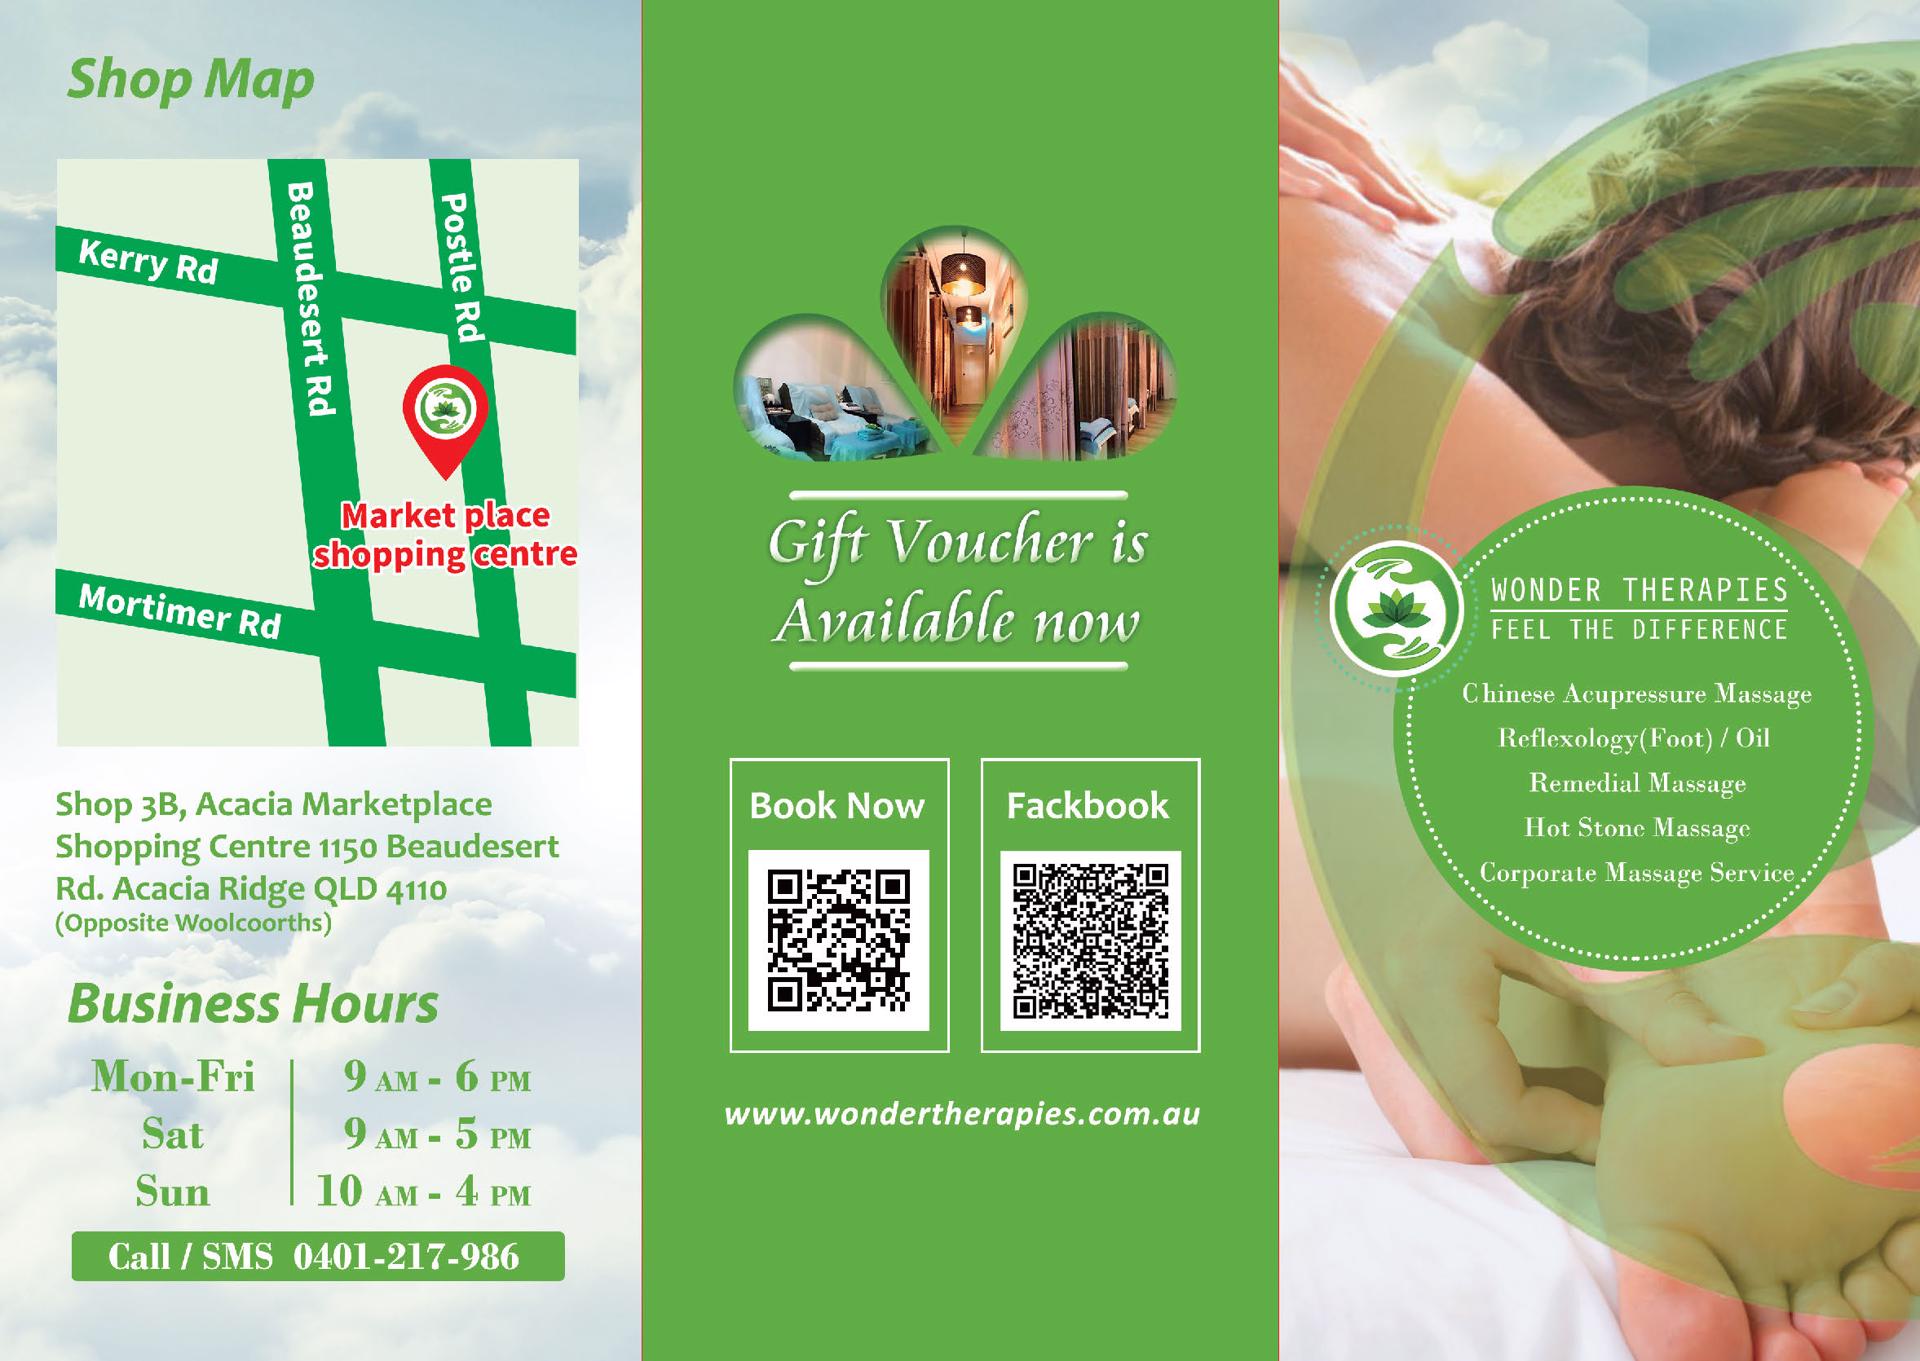 Shop Map
Kerry Rd
Beaudesert Rd
Postle Rd
Market place
shopping centre
Mortimer Rd
Shop 3B, Acacia Marketplace
Shopping Centre 1150 Beaudesert
Rd. Acacia Ridge QLD 4110
(Opposite Woolcoorths)
Business Hours
Mon-Fri 9 AM - 6 PM
Sat 9 AM - 5 PM
Sun 10 AM - 4 PM
Call / SMS 0401-217-986
Gift Voucher is
Available now
Book Now
Fackbook
www.wondertherapies.com.au
WONDER THERAPIES
FEEL THE DIFFERENCE
Chinese Acupressure Massage
Reflexology(Foot) / Oil
Remedial Massage
Hot Stone Massage
Corporate Massage Service